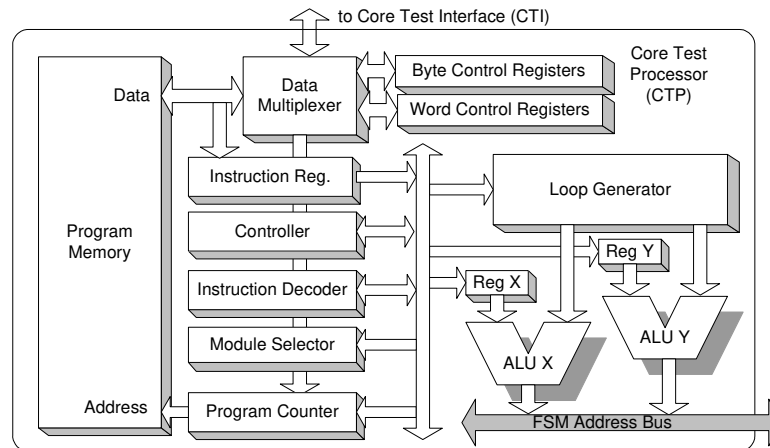 to Core Test Interface (CTI)
Core Test
Processor
(CTP)
Data
Data
Multiplexer
Byte Control Registers
Word Control Registers
Instruction Reg.
Loop Generator
Program
Memory
Controller
Reg Y
Reg X
Instruction Decoder
Module Selector
ALU X
ALU Y
Address
Program Counter
FSM Address Bus